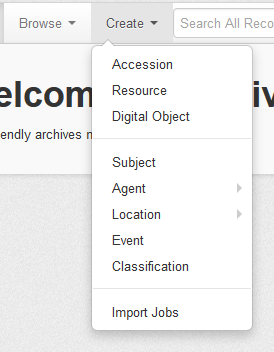 Browse Create Search All Reco
elcom iv
endly archives m
Accession
Resource
Digital Object
Subject
Agent
Location
Event
Classification
Import Jobs